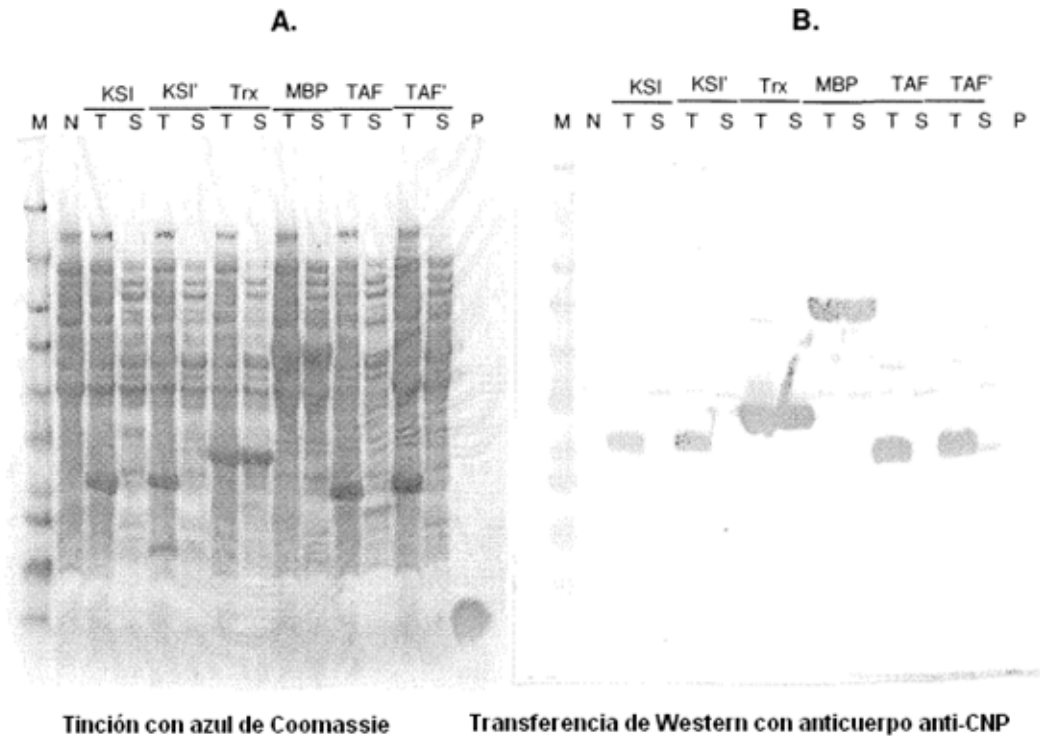 A.
KSI KSI' Trx MBP TAF TAF'
M N T S T S T S T S T S T S P
Tinción con azul de Coomassie
B.
KSI KSI' Trx MBP TAF TAF'
M N T S T S T S T S T S T S P
Transferencia de Western con anticuerpo anti-CNP